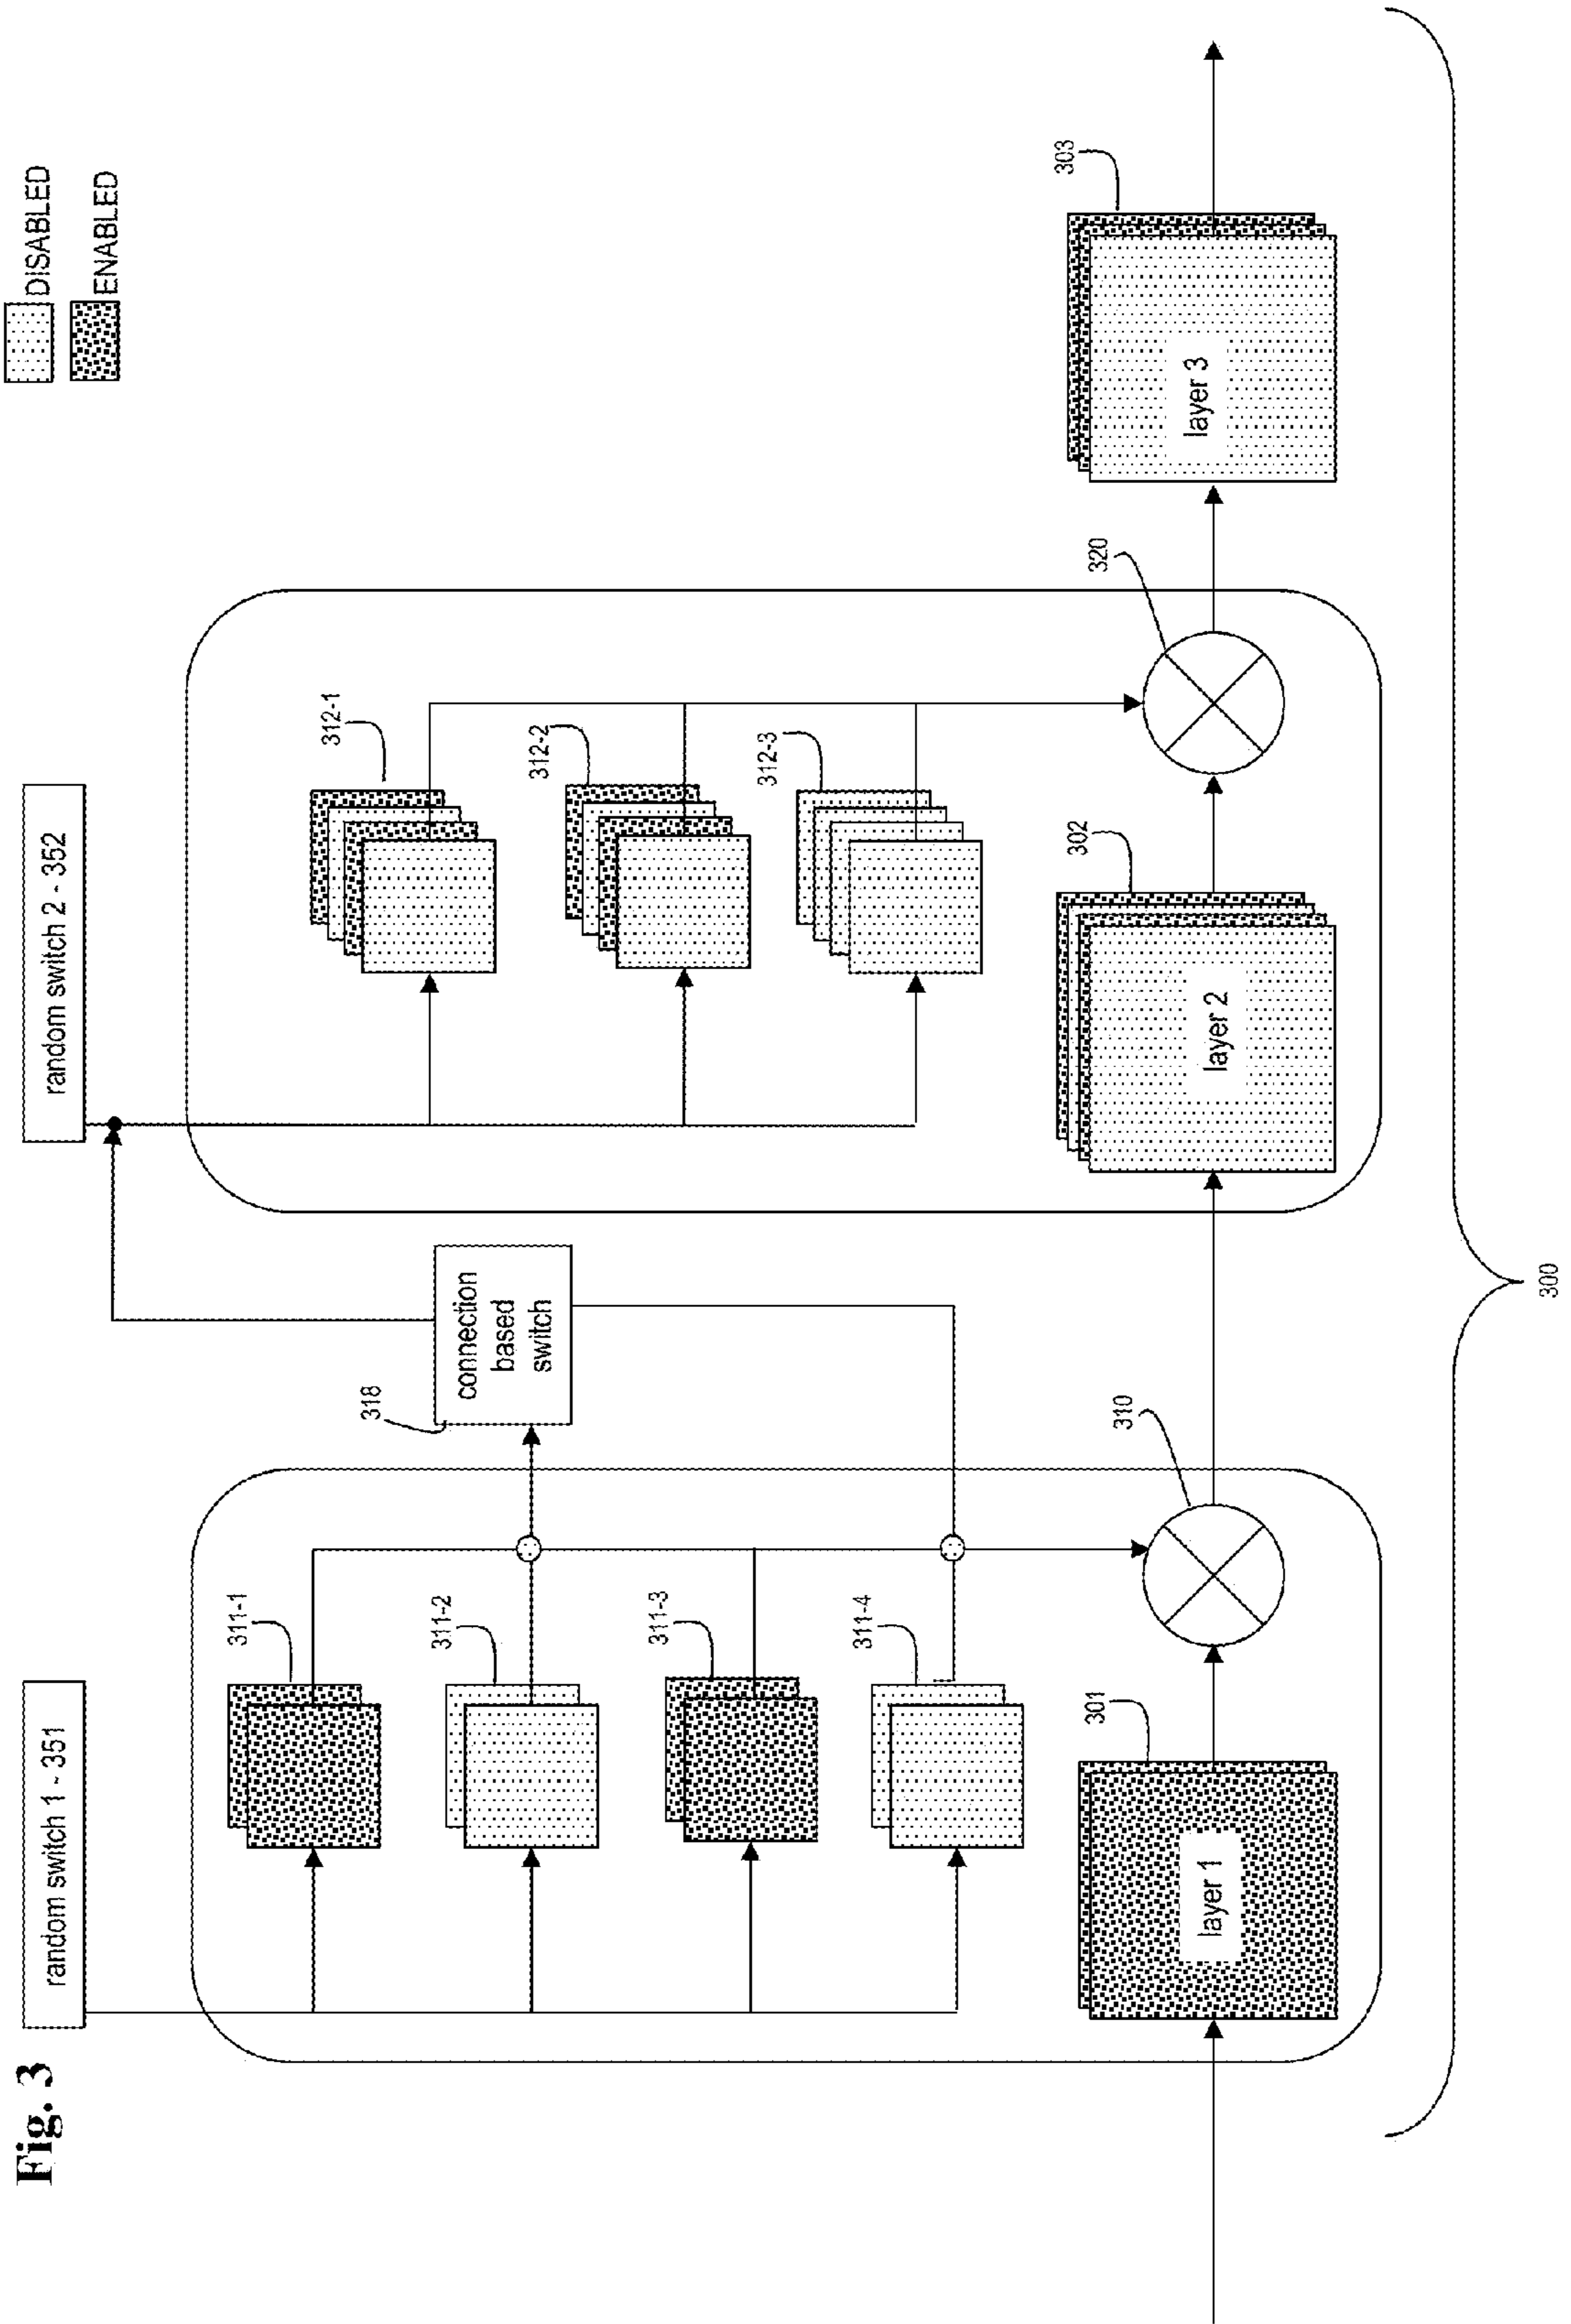 Fig. 3
random switch 1 - 351
random switch 2 - 352
DISABLED
ENABLED
311-1
311-2
311-3
311-4
318
connection
based
switch
312-1
312-2
312-3
301
layer 1
310
302
layer 2
320
303
layer 3
300